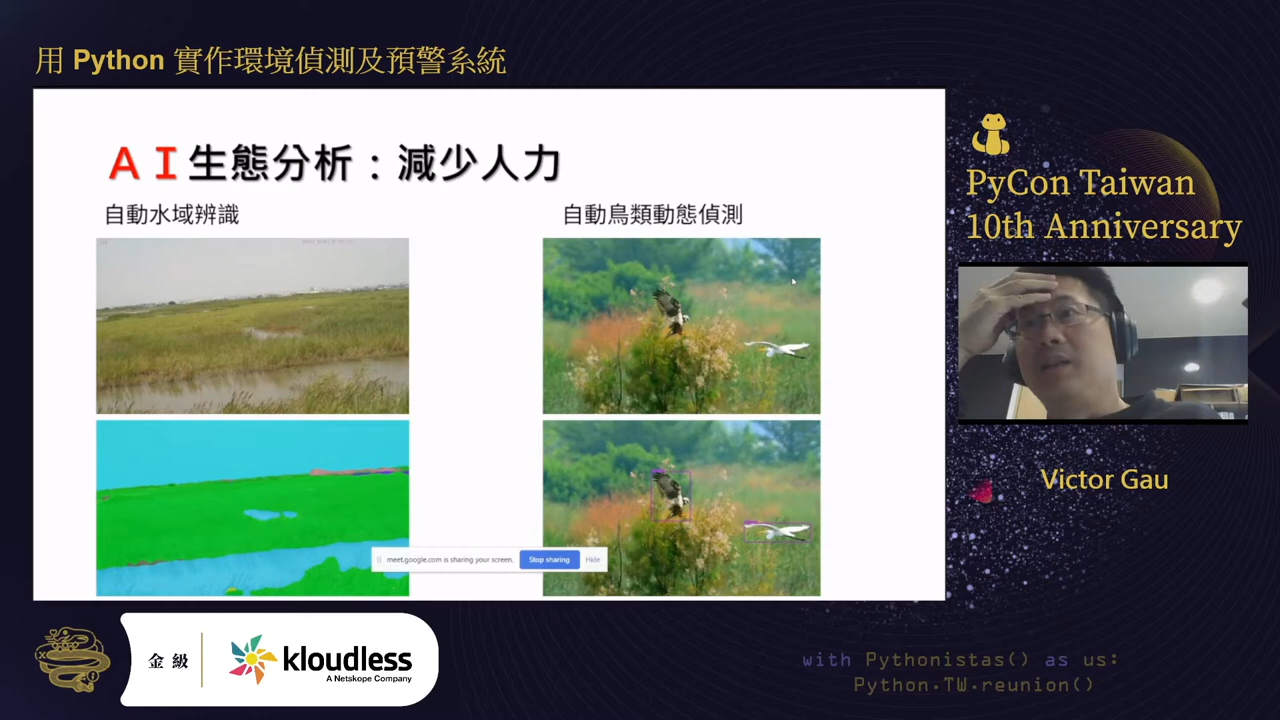 用 Python 實作環境偵測及預警系統
AI生態分析：減少人力
自動水域辨識
自動鳥類動態偵測
meet.google.com is sharing your screen.
Stop sharing
Hide
PyCon Taiwan
10th Anniversary
Victor Gau
金級
kloudless
A Netskope Company
with Pythonistas() as us:
Python.TW.reunion()